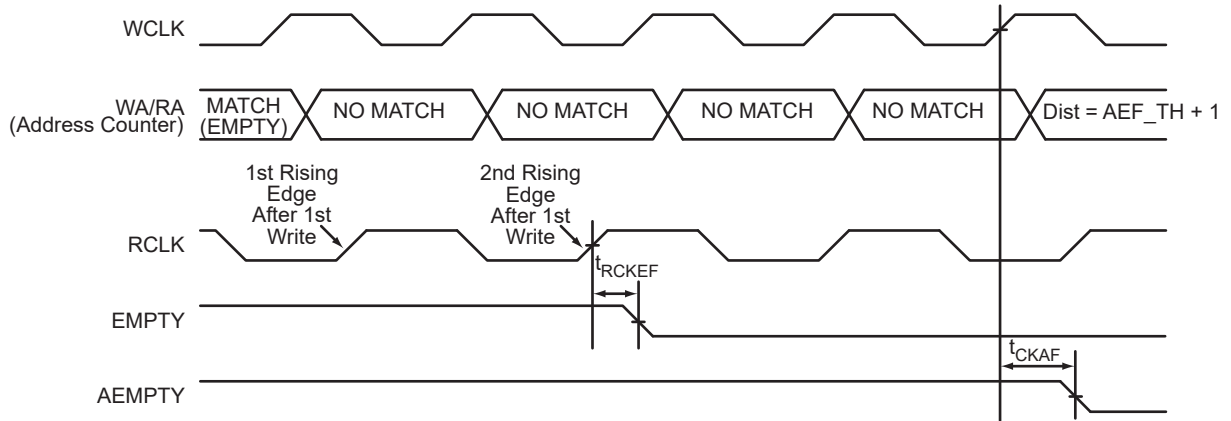 WCLK
WA/RA
(Address Counter)
MATCH
(EMPTY)
NO MATCH
NO MATCH
NO MATCH
NO MATCH
Dist = AEF_TH + 1
1st Rising
Edge
After 1st
Write
2nd Rising
Edge
After 1st
Write
RCLK
tRCKEF
EMPTY
tCKAF
AEMPTY